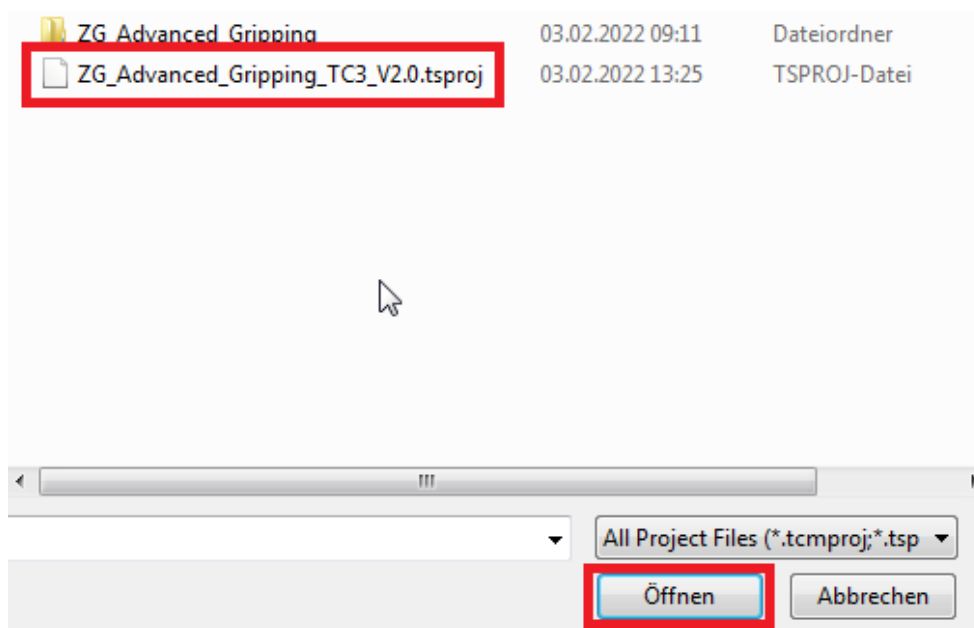 ZG_Advanced_Gripping 03.02.2022 09:11 Dateiordner
ZG_Advanced_Gripping_TC3_V2.0.tsproj 03.02.2022 13:25 TSPROJ-Datei
All Project Files (*.tcmproj;*.tsp
Öffnen Abbrechen